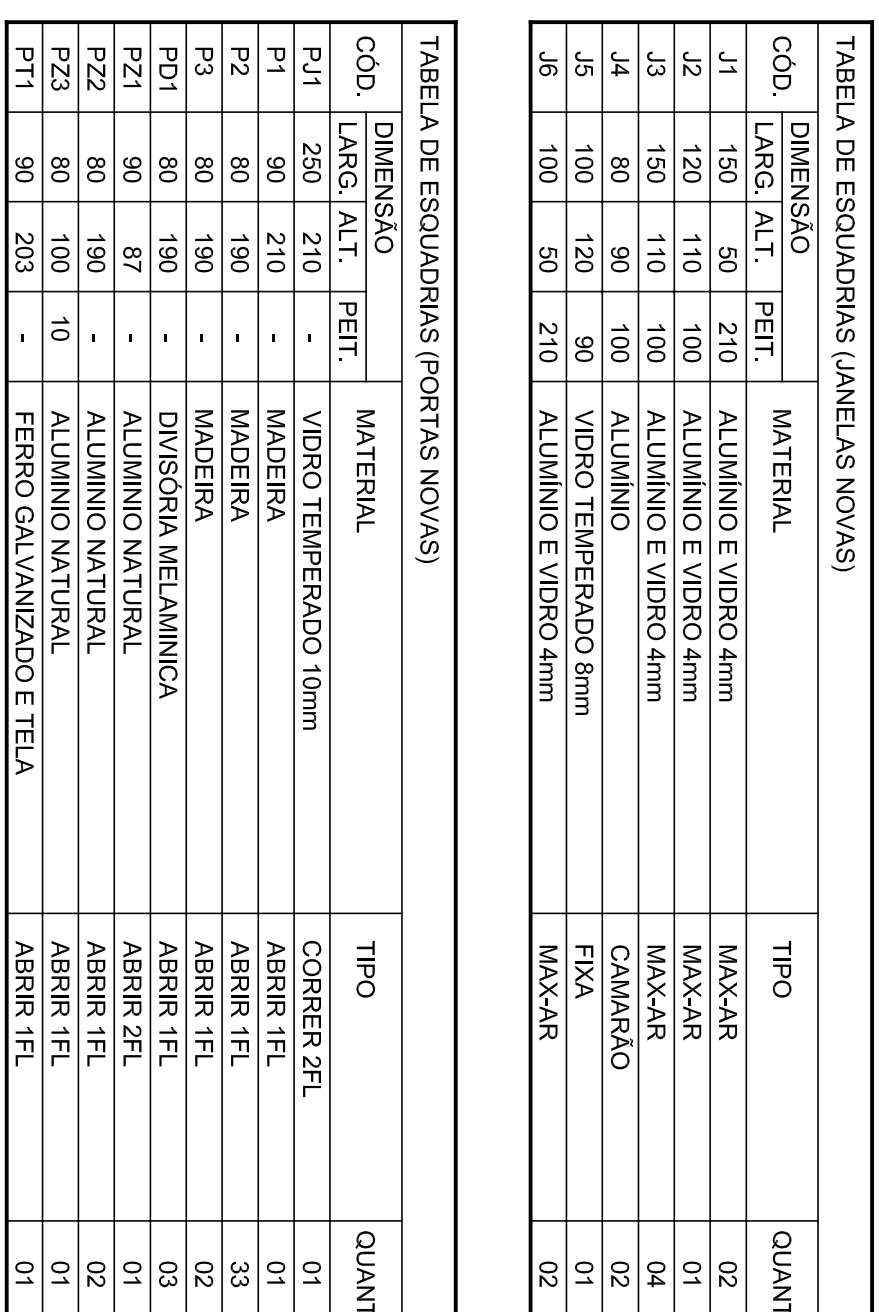 TABELA DE ESQUADRIAS (JANELAS NOVAS)
CÓD. DIMENSÃO MATERIAL TIPO QUANT
LARG. ALT. PEIT.
J1 150 50 210 ALUMÍNIO E VIDRO 4mm MAX-AR 02
J2 120 110 100 ALUMÍNIO E VIDRO 4mm MAX-AR 01
J3 150 110 100 ALUMÍNIO E VIDRO 4mm MAX-AR 04
J4 80 90 100 ALUMÍNIO CAMARÃO 02
J5 100 120 90 VIDRO TEMPERADO 8mm FIXA 01
J6 100 50 210 ALUMÍNIO E VIDRO 4mm MAX-AR 02
TABELA DE ESQUADRIAS (PORTAS NOVAS)
CÓD. DIMENSÃO MATERIAL TIPO QUANT
LARG. ALT. PEIT.
PJ1 250 210 - VIDRO TEMPERADO 10mm CORRER 2FL 01
P1 90 210 - MADEIRA ABRIR 1FL 01
P2 80 190 - MADEIRA ABRIR 1FL 33
P3 80 190 - MADEIRA ABRIR 1FL 02
PD1 80 190 - DIVISÓRIA MELAMINICA ABRIR 1FL 03
PZ1 90 87 - ALUMINIO NATURAL ABRIR 2FL 01
PZ2 80 190 - ALUMINIO NATURAL ABRIR 1FL 02
PZ3 80 100 10 ALUMINIO NATURAL ABRIR 1FL 01
PT1 90 203 - FERRO GALVANIZADO E TELA ABRIR 1FL 01